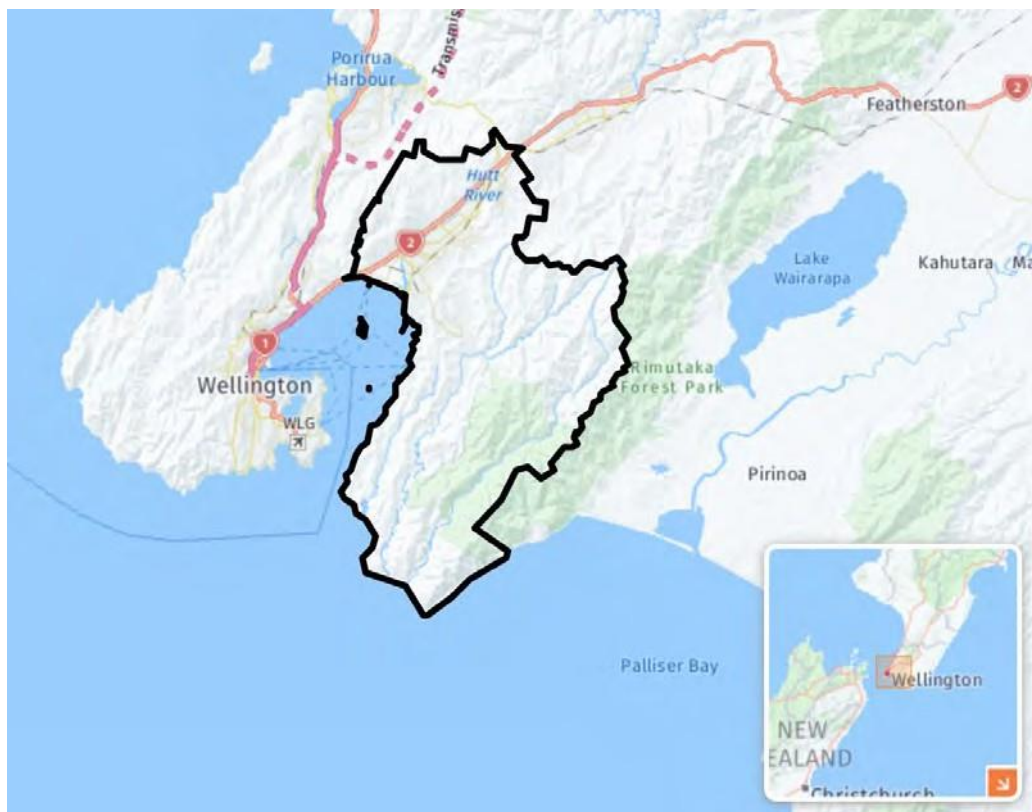 Porirua
Harbour
Transmis
2
Featherston
Hutt
River
2
Lake
Wairarapa
Kahutara
Ma
1
Wellington
Rimutaka
Forest Park
WLG
Pirinoa
Palliser Bay
Wellington
NEW
EALAND
Christchurch